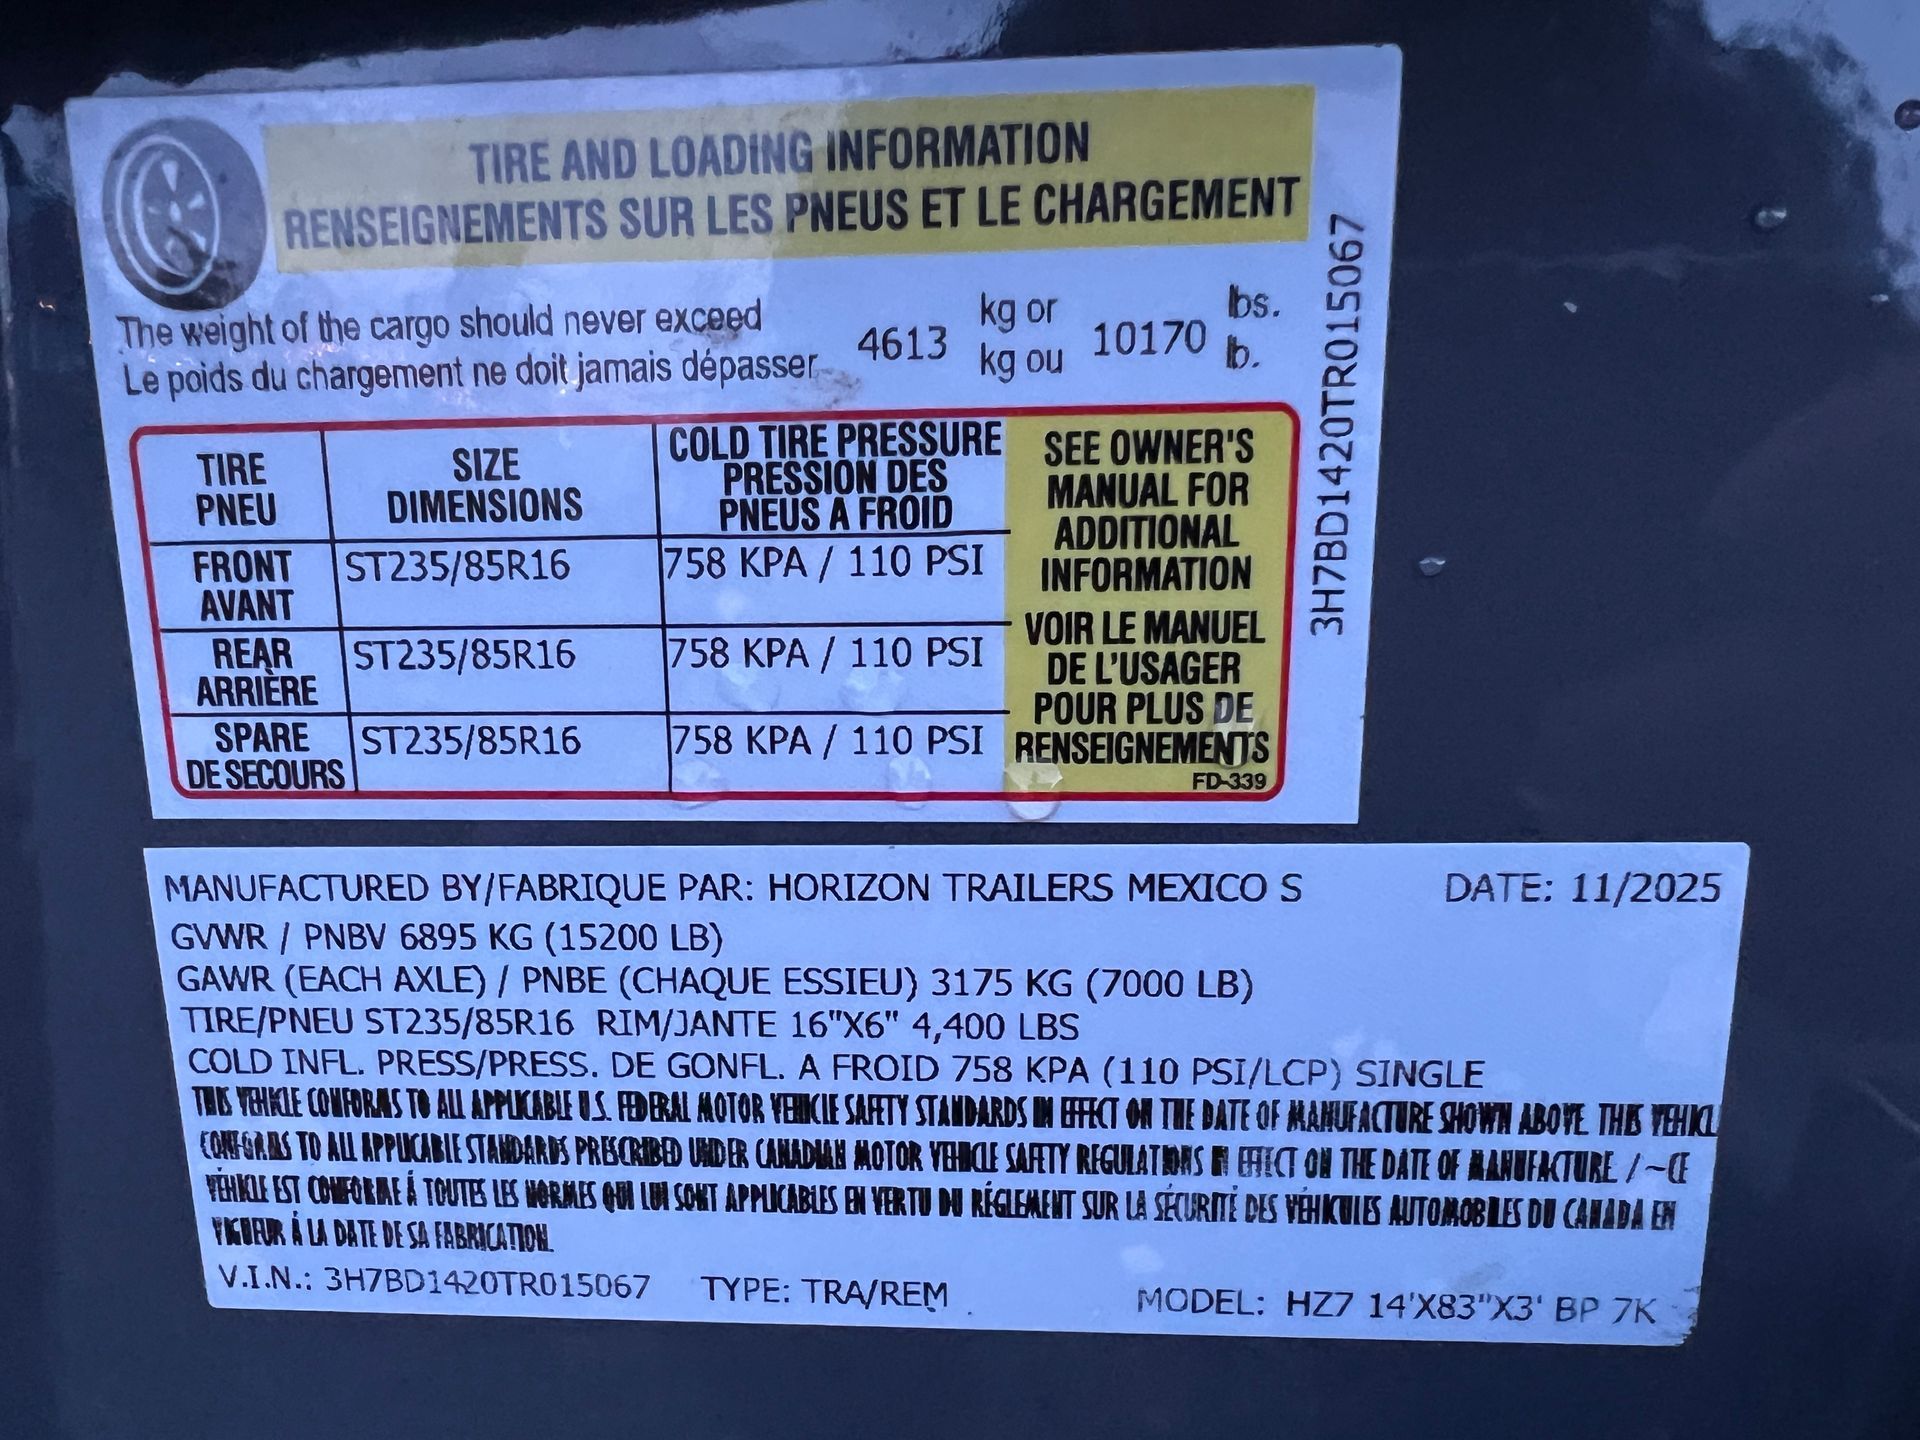 TIRE AND LOADING INFORMATION
RENSEIGNEMENTS SUR LES PNEUS ET LE CHARGEMENT
The weight of the cargo should never exceed 4613 kg or 10170 lbs.
Le poids du chargement ne doit jamais dépasser kg ou lb.
TIRE SIZE COLD TIRE PRESSURE
PNEU DIMENSIONS PRESSION DES
PNEUS A FROID
FRONT ST235/85R16 758 KPA / 110 PSI
AVANT
REAR ST235/85R16 758 KPA / 110 PSI
ARRIÈRE
SPARE ST235/85R16 758 KPA / 110 PSI
DE SECOURS
SEE OWNER'S
MANUAL FOR
ADDITIONAL
INFORMATION
VOIR LE MANUEL
DE L'USAGER
POUR PLUS DE
RENSEIGNEMENTS
FD-339
3H7BD1420TR015067
MANUFACTURED BY/FABRIQUE PAR: HORIZON TRAILERS MEXICO S DATE: 11/2025
GVWR / PNBV 6895 KG (15200 LB)
GAWR (EACH AXLE) / PNBE (CHAQUE ESSIEU) 3175 KG (7000 LB)
TIRE/PNEU ST235/85R16 RIM/JANTE 16"X6" 4,400 LBS
COLD INFL. PRESS/PRESS. DE GONFL. A FROID 758 KPA (110 PSI/LCP) SINGLE
THIS VEHICLE CONFORMS TO ALL APPLICABLE U.S. FEDERAL MOTOR VEHICLE SAFETY STANDARDS IN EFFECT ON THE DATE OF MANUFACTURE SHOWN ABOVE. THIS VEHICL
CONFORMS TO ALL APPLICABLE STANDARDS PRESCRIBED UNDER CANADIAN MOTOR VEHICLE SAFETY REGULATIONS IN EFFECT ON THE DATE OF MANUFACTURE. / ~CE
VÉHICLE EST CONFORME À TOUTES LES NORMES QUI LUI SONT APPLICABLES EN VERTU DU RÉGLEMENT SUR LA SÉCURITÉ DES VÉHICULES AUTOMOBILES DU CANADA EN
VIGUEUR À LA DATE DE SA FABRICATION.
V.I.N.: 3H7BD1420TR015067 TYPE: TRA/REM MODEL: HZ7 14'X83"X3' BP 7K